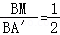 BM/BA′ = 1/2